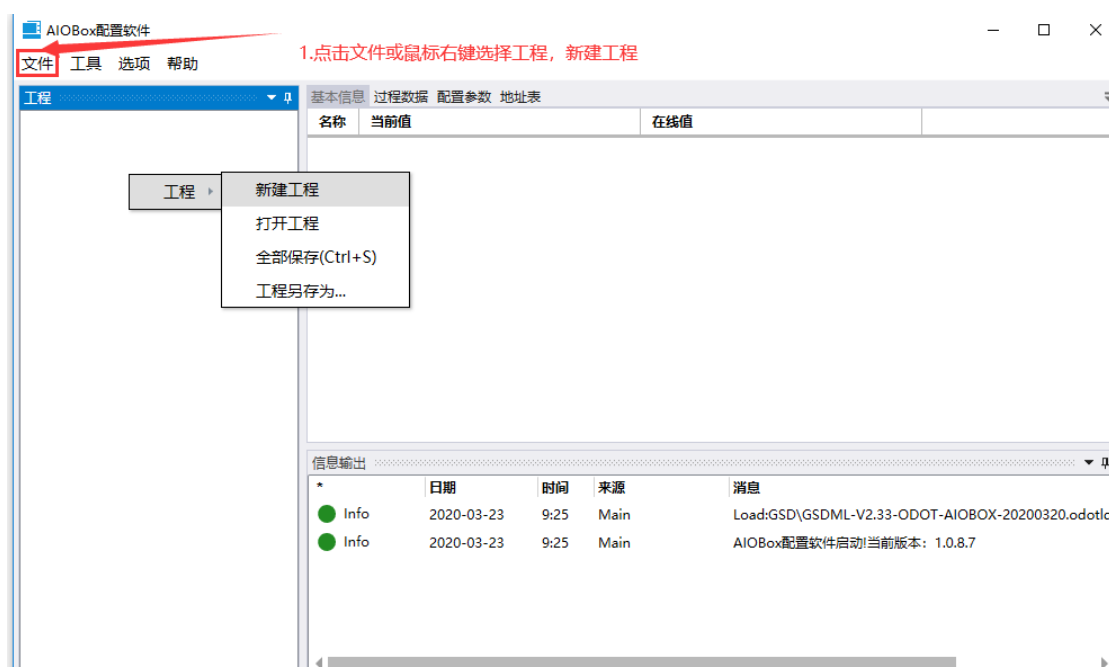 AIOBox配置软件
1.点击文件或鼠标右键选择工程，新建工程
文件 工具 选项 帮助
工程
基本信息 过程数据 配置参数 地址表
名称 当前值 在线值
工程
新建工程
打开工程
全部保存(Ctrl+S)
工程另存为...
信息输出
* 日期 时间 来源 消息
Info 2020-03-23 9:25 Main Load:GSD\GSDML-V2.33-ODOT-AIOBOX-20200320.odotlc
Info 2020-03-23 9:25 Main AIOBox配置软件启动!当前版本：1.0.8.7